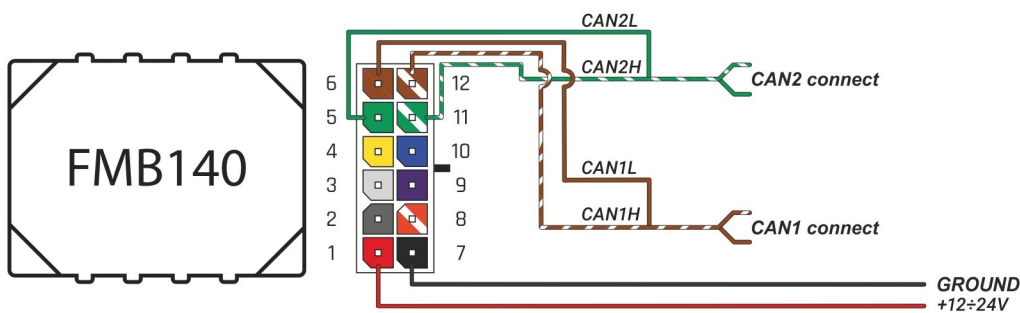 CAN2L
6
12
CAN2H
CAN2 connect
5
11
4
10
FMB140
3
9
CAN1L
2
8
CAN1H
CAN1 connect
1
7
GROUND
+12÷24V